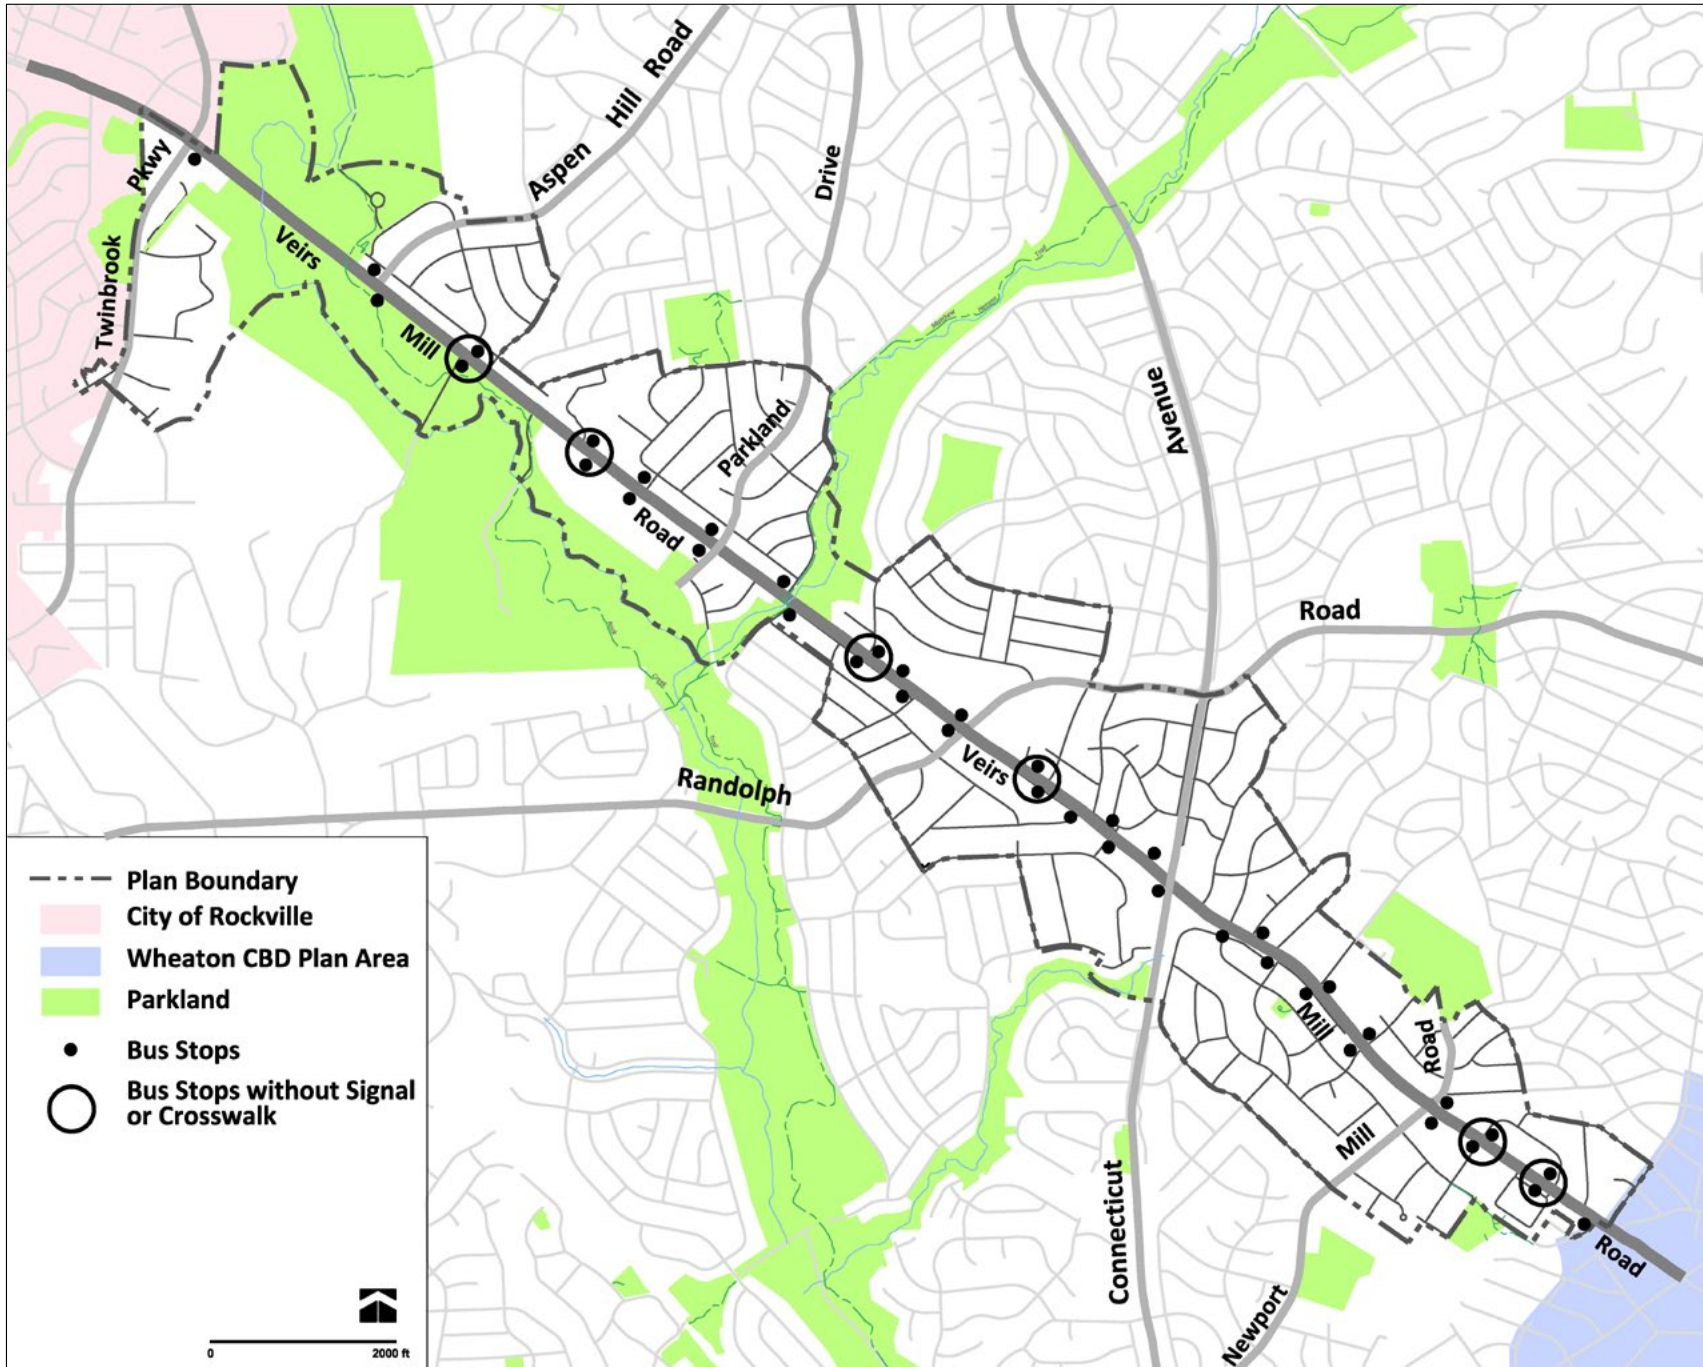 Aspen
Hill
Road
Drive
Pkwy
Twinbrook
Veirs
Mill
Road
Parkland
Avenue
Road
Randolph
Veirs
Mill
Road
Mill
Road
Connecticut
Newport
Plan Boundary
City of Rockville
Wheaton CBD Plan Area
Parkland
Bus Stops
Bus Stops without Signal
or Crosswalk
0 2000 ft